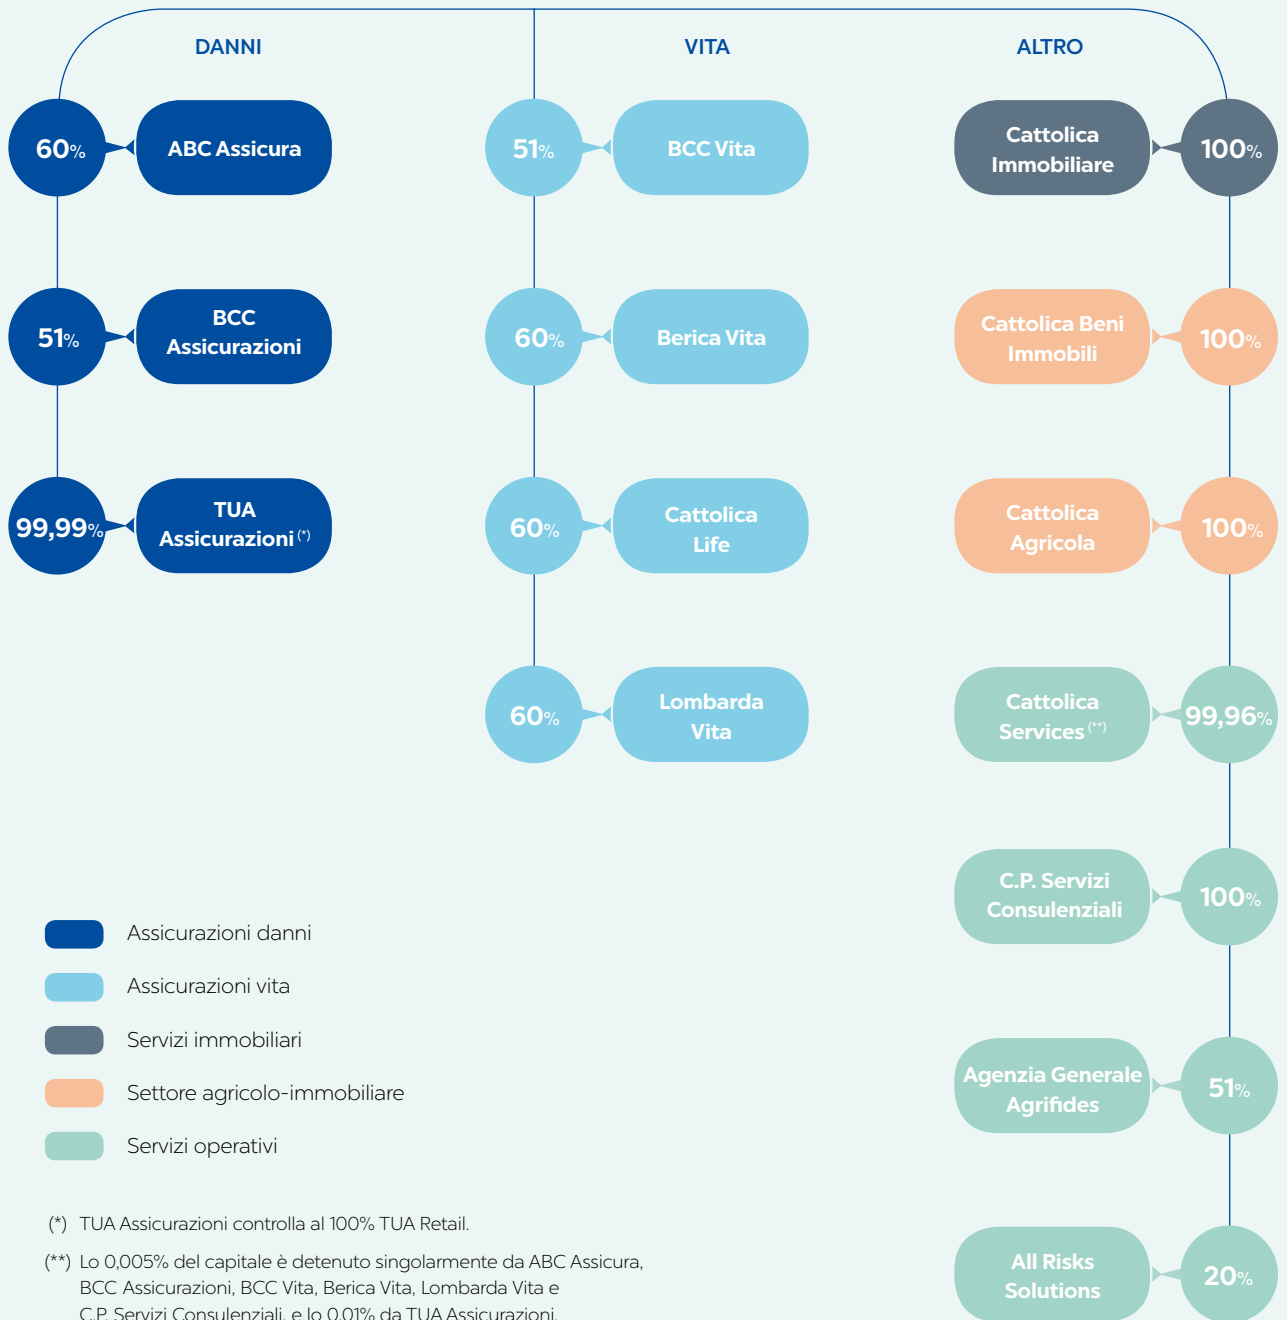 DANNI
60%
ABC Assicura
51%
BCC
Assicurazioni
99,99%
TUA
Assicurazioni (*)
VITA
51%
BCC Vita
60%
Berica Vita
60%
Cattolica
Life
60%
Lombarda
Vita
ALTRO
Cattolica
Immobiliare
100%
Cattolica Beni
Immobili
100%
Cattolica
Agricola
100%
Cattolica
Services (**)
99,96%
C.P. Servizi
Consulenziali
100%
Agenzia Generale
Agrifides
51%
All Risks
Solutions
20%
Assicurazioni danni
Assicurazioni vita
Servizi immobiliari
Settore agricolo-immobiliare
Servizi operativi
(*) TUA Assicurazioni controlla al 100% TUA Retail.
(**) Lo 0,005% del capitale è detenuto singolarmente da ABC Assicura,
BCC Assicurazioni, BCC Vita, Berica Vita, Lombarda Vita e
C.P. Servizi Consulenziali, e lo 0,01% da TUA Assicurazioni.